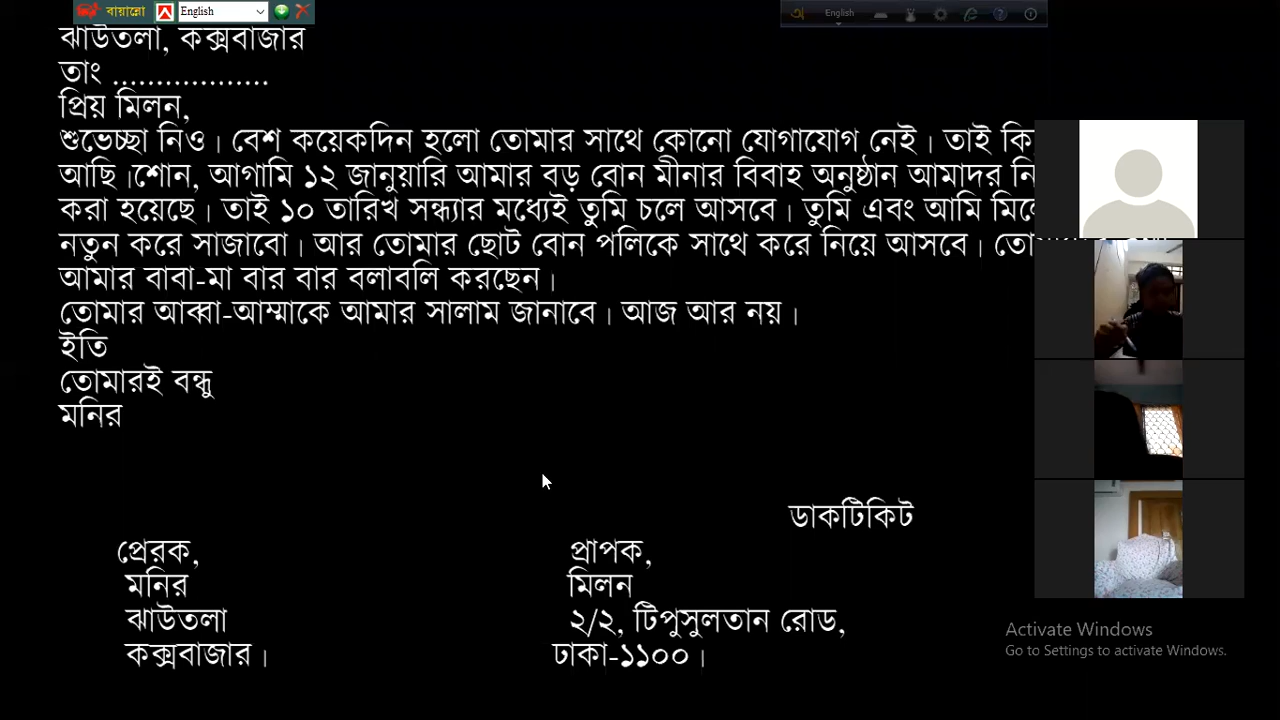 বায়ান্নো English
English
ঝাউতলা, কক্সবাজার
তাং ..................
প্রিয় মিলন,
শুভেচ্ছা নিও। বেশ কয়েকদিন হলো তোমার সাথে কোনো যোগাযোগ নেই। তাই
আছি।শোন, আগামি ১২ জানুয়ারি আমার বড় বোন মীনার বিবাহ অনুষ্ঠান আমাদর
করা হয়েছে। তাই ১০ তারিখ সন্ধ্যার মধ্যেই তুমি চলে আসবে। তুমি এবং আমি
নতুন করে সাজাবো। আর তোমার ছোট বোন পলিকে সাথে করে নিয়ে আসবে।
আমার বাবা-মা বার বার বলাবলি করছেন।
তোমার আব্বা-আম্মাকে আমার সালাম জানাবে। আজ আর নয়।
ইতি
তোমারই বন্ধু
মনির
ডাকটিকিট
প্রেরক, প্রাপক,
মনির মিলন
ঝাউতলা ২/২, টিপুসুলতান রোড,
কক্সবাজার। ঢাকা-১১০০।
Activate Windows
Go to Settings to activate Windows.